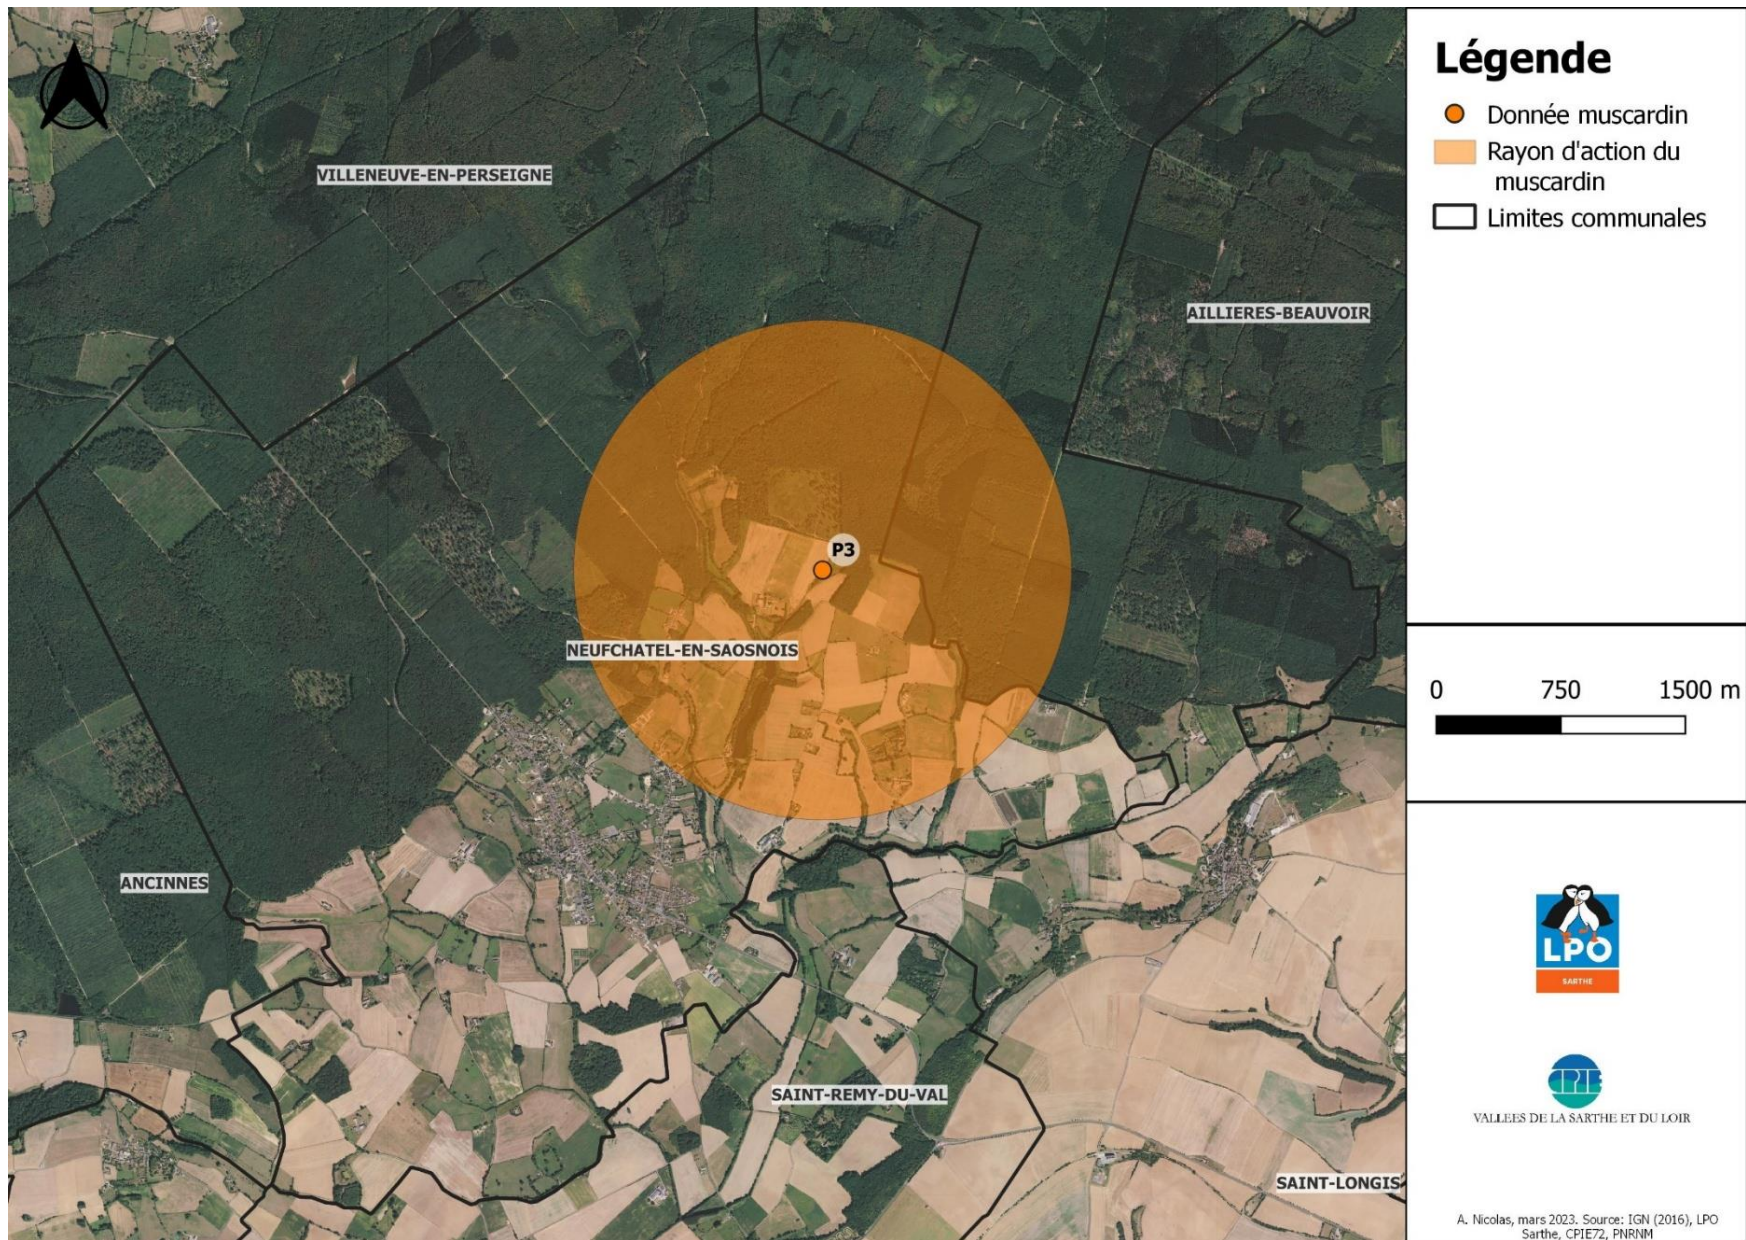 VILLENEUVE-EN-PERSEIGNE
AILLIERES-BEAUVOIR
P3
NEUFCHATEL-EN-SAOSNOIS
ANCINNES
SAINT-REMY-DU-VAL
SAINT-LONGIS
Légende
Donnée muscardin
Rayon d'action du
muscardin
Limites communales
0 750 1500 m
LPO
SARTHE
CPIE
VALLEES DE LA SARTHE ET DU LOIR
A. Nicolas, mars 2023. Source: IGN (2016), LPO
Sarthe, CPIE72, PNRNM